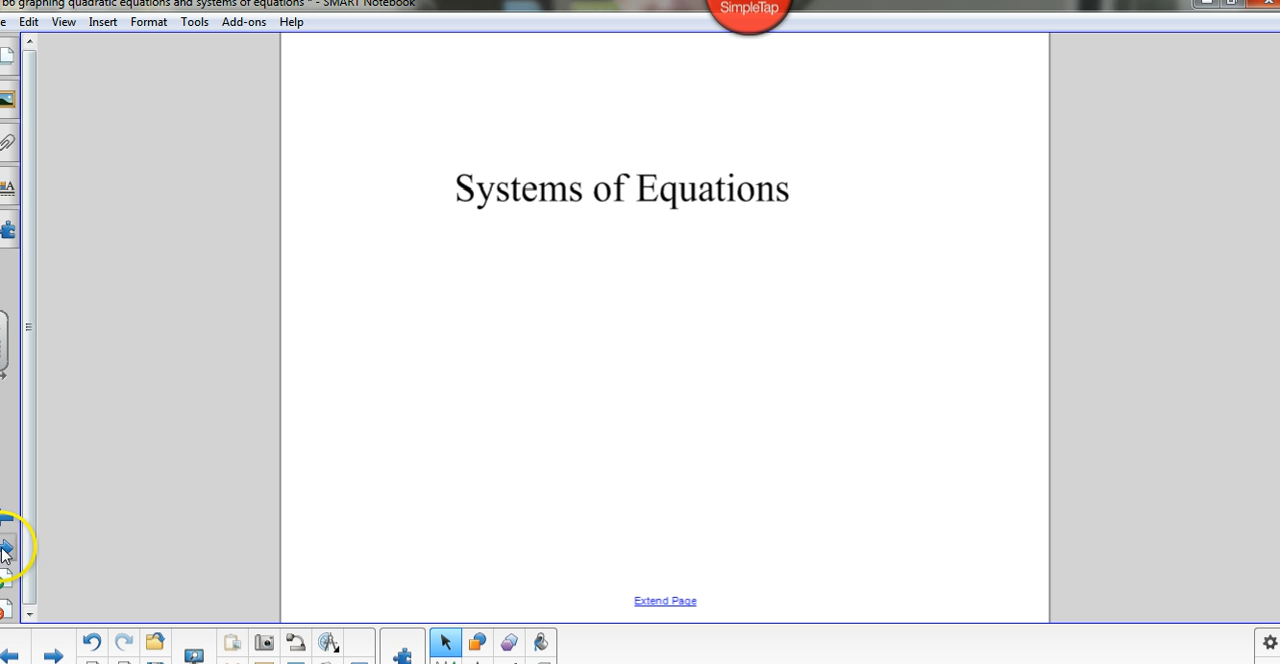 b6 graphing quadratic equations and systems of equations * - SMART Notebook
SimpleTap
Edit View Insert Format Tools Add-ons Help
Systems of Equations
Extend Page